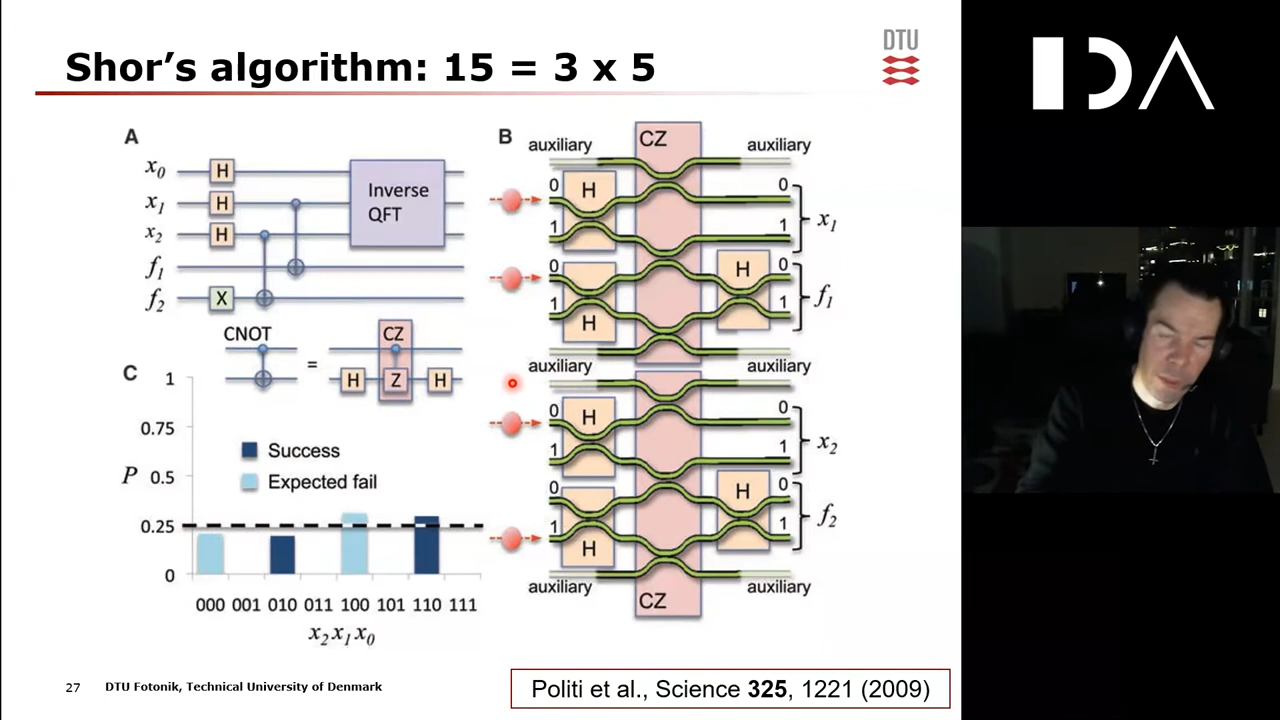 Shor's algorithm: 15 = 3 x 5
DTU
IDA
A
x0
x1
x2
f1
f2
H
H
H
X
Inverse
QFT
CNOT
=
CZ
H
Z
H
B
auxiliary
CZ
auxiliary
0
H
0
1
1
x1
0
H
0
1
H
1
f1
auxiliary
auxiliary
0
H
0
1
1
x2
0
H
0
1
H
1
f2
auxiliary
CZ
auxiliary
C
1
0.75
P 0.5
0.25
0
Success
Expected fail
000 001 010 011 100 101 110 111
x2x1x0
27 DTU Fotonik, Technical University of Denmark
Politi et al., Science 325, 1221 (2009)